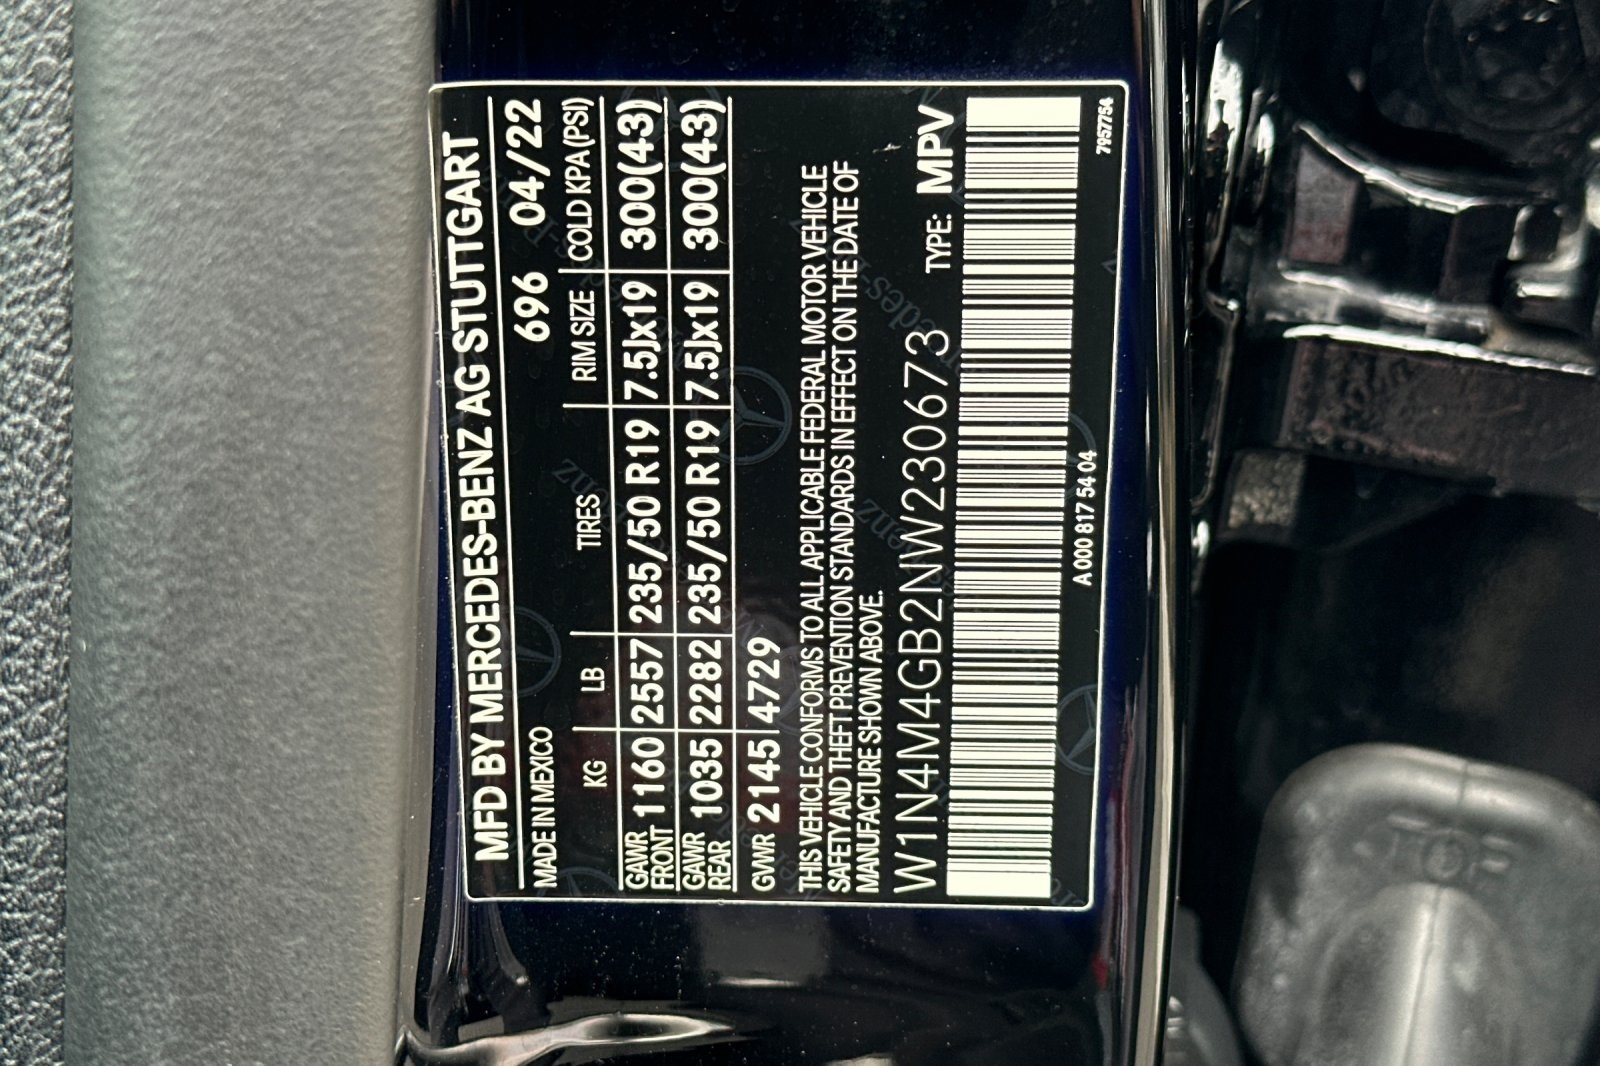 MFD BY MERCEDES-BENZ AG STUTTGART
MADE IN MEXICO 696 04/22
KG LB TIRES RIM SIZE COLD KPA(PSI)
GAWR FRONT 1160 2557 235/50 R19 7.5Jx19 300(43)
GAWR REAR 1035 2282 235/50 R19 7.5Jx19 300(43)
GVWR 2145 4729
THIS VEHICLE CONFORMS TO ALL APPLICABLE FEDERAL MOTOR VEHICLE
SAFETY AND THEFT PREVENTION STANDARDS IN EFFECT ON THE DATE OF
MANUFACTURE SHOWN ABOVE.
W1N4M4GB2NW230673 TYPE: MPV
A 000 817 54 04 7957754
TOP